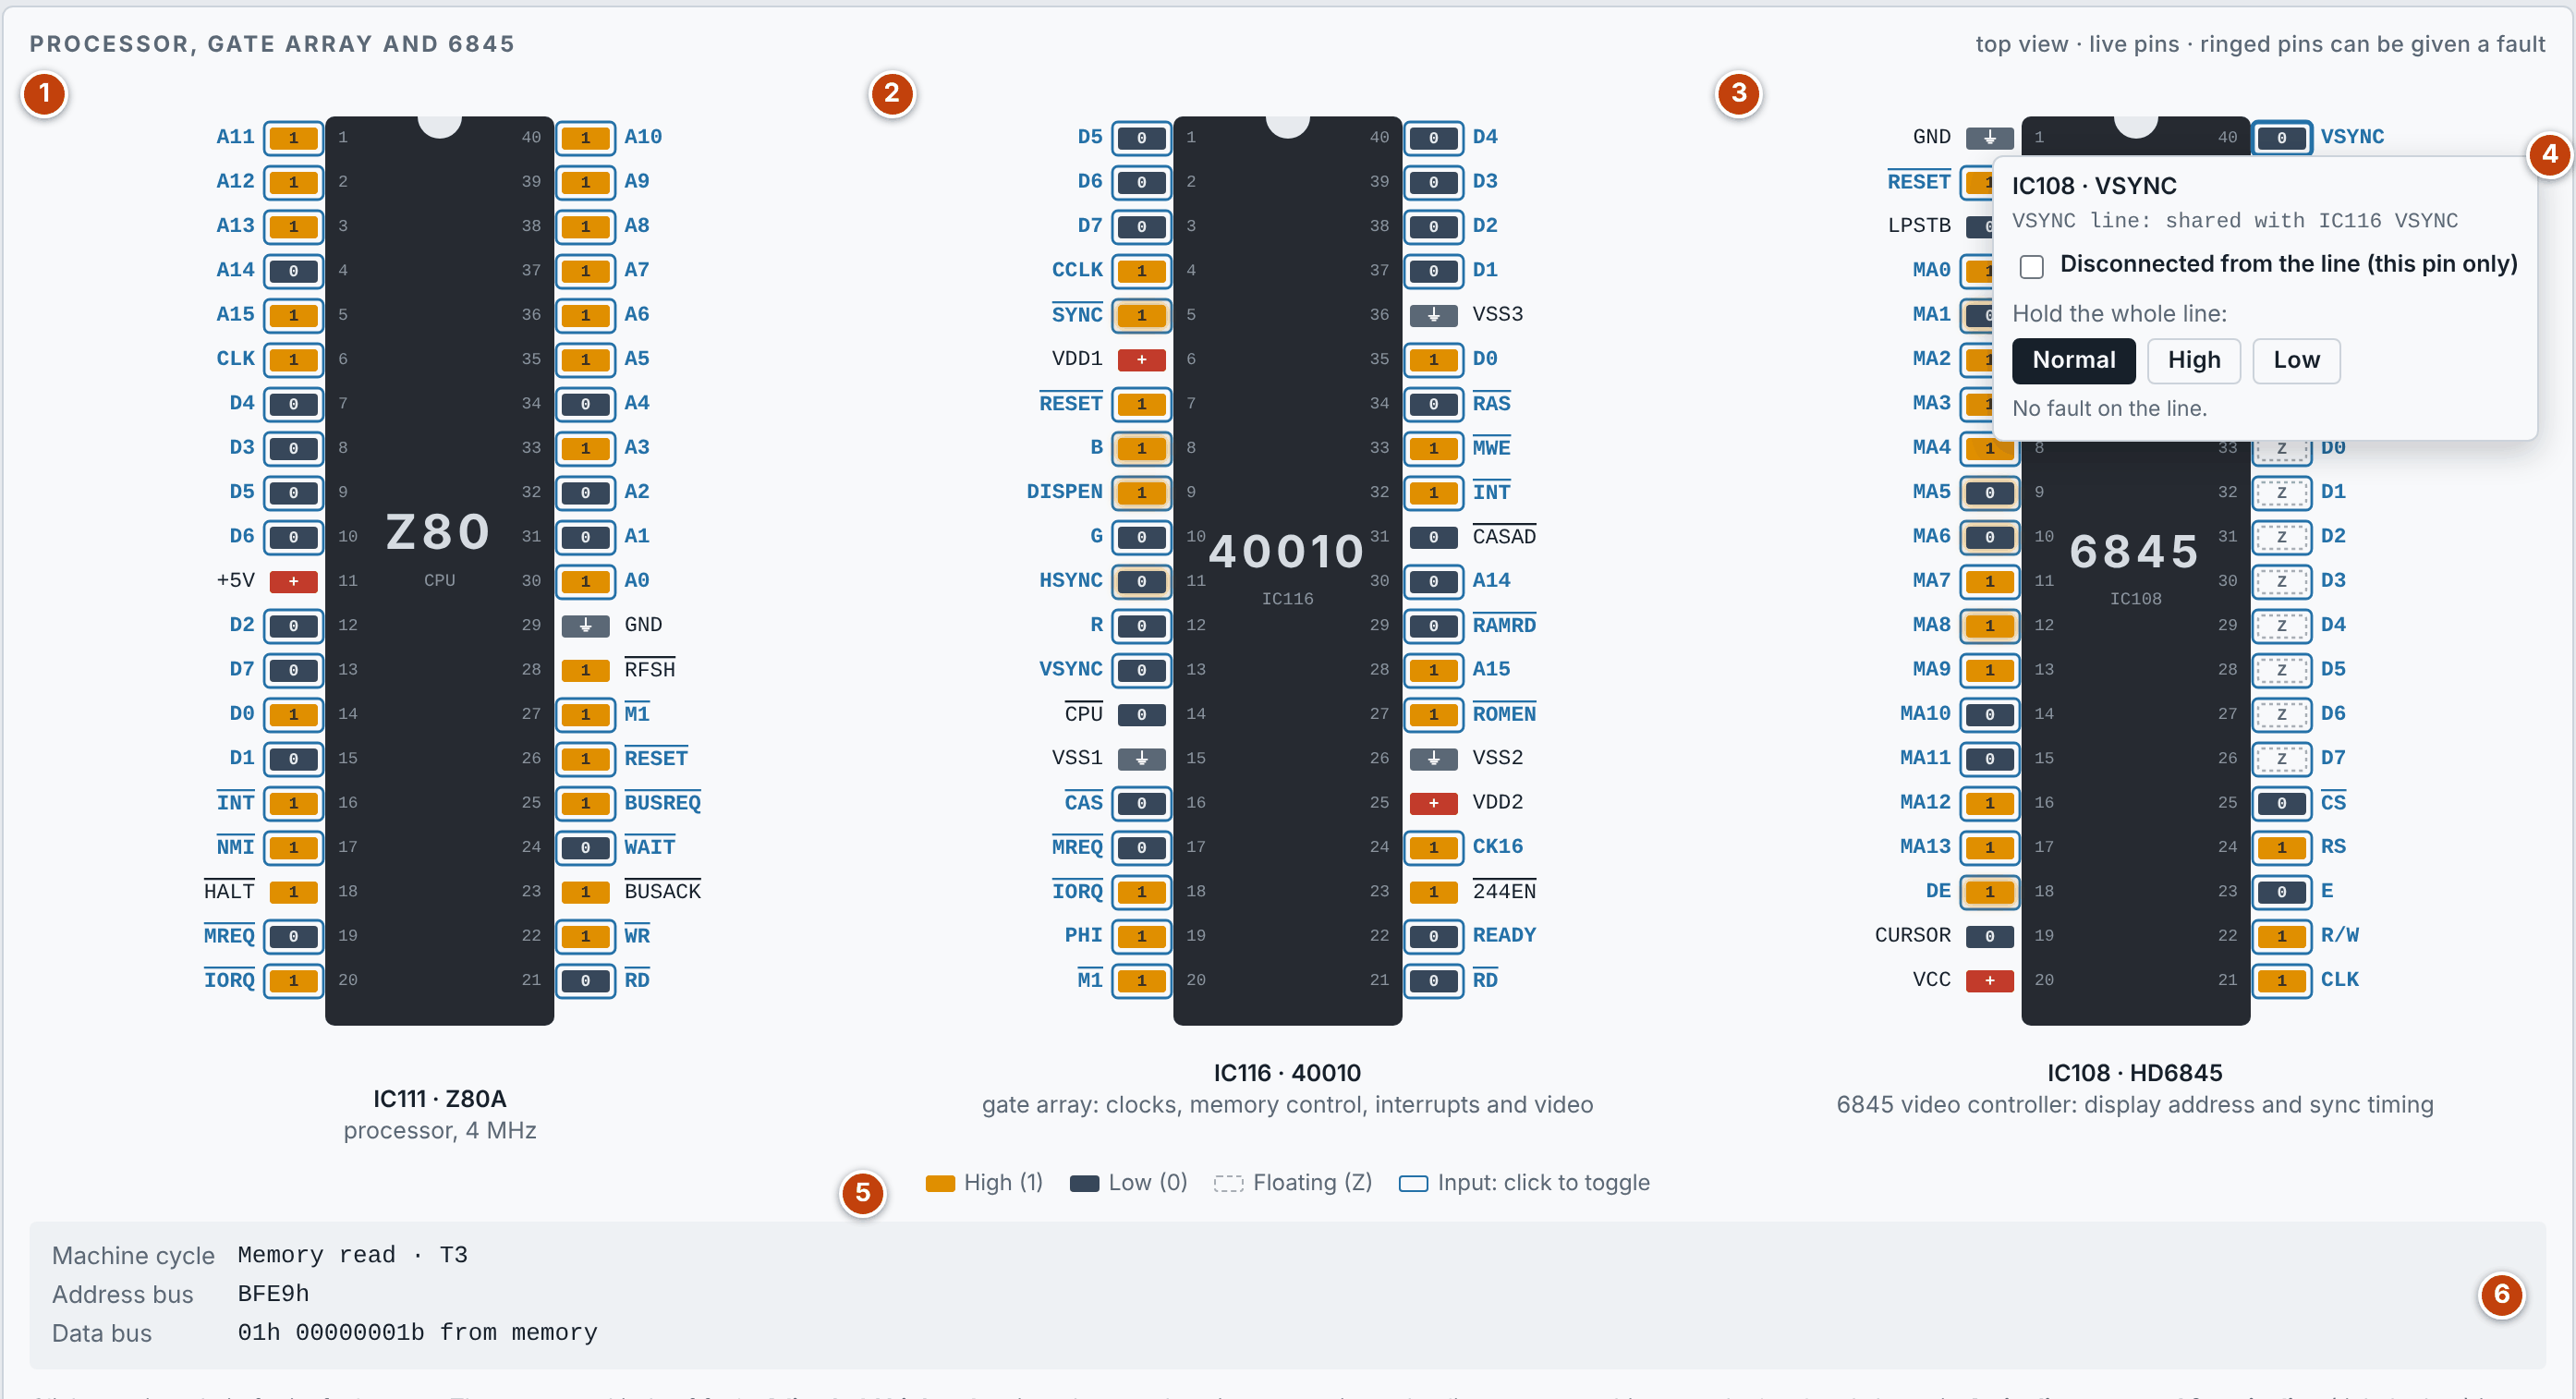 PROCESSOR, GATE ARRAY AND 6845
top view · live pins · ringed pins can be given a fault
1
2
3
4
A11 1 1 40 1 A10
A12 1 2 39 1 A9
A13 1 3 38 1 A8
A14 0 4 37 1 A7
A15 1 5 36 1 A6
CLK 1 6 35 1 A5
D4 0 7 34 0 A4
D3 0 8 33 1 A3
D5 0 9 32 0 A2
D6 0 10 31 0 A1
+5V + 11 30 1 A0
D2 0 12 29 GND
D7 0 13 28 1 RFSH
D0 1 14 27 1 M1
D1 0 15 26 1 RESET
INT 1 16 25 1 BUSREQ
NMI 1 17 24 0 WAIT
HALT 1 18 23 1 BUSACK
MREQ 0 19 22 1 WR
IORQ 1 20 21 0 RD
Z80
CPU
IC111 · Z80A
processor, 4 MHz
D5 0 1 40 0 D4
D6 0 2 39 0 D3
D7 0 3 38 0 D2
CCLK 1 4 37 0 D1
SYNC 1 5 36 VSS3
VDD1 + 6 35 1 D0
RESET 1 7 34 0 RAS
B 1 8 33 1 MWE
DISPEN 1 9 32 1 INT
G 0 10 31 0 CASAD
HSYNC 0 11 30 0 A14
R 0 12 29 0 RAMRD
VSYNC 0 13 28 1 A15
CPU 0 14 27 1 ROMEN
VSS1 15 26 VSS2
CAS 0 16 25 + VDD2
MREQ 0 17 24 1 CK16
IORQ 1 18 23 1 244EN
PHI 1 19 22 0 READY
M1 1 20 21 0 RD
40010
IC116
IC116 · 40010
gate array: clocks, memory control, interrupts and video
GND 1 40 0 VSYNC
RESET 1
LPSTB 0
MA0 1
MA1 0
MA2 1
MA3 1
MA4 1 8 33 Z D0
MA5 0 9 32 Z D1
MA6 0 10 31 Z D2
MA7 1 11 30 Z D3
MA8 1 12 29 Z D4
MA9 1 13 28 Z D5
MA10 0 14 27 Z D6
MA11 0 15 26 Z D7
MA12 1 16 25 0 CS
MA13 1 17 24 1 RS
DE 1 18 23 0 E
CURSOR 0 19 22 1 R/W
VCC + 20 21 1 CLK
6845
IC108
IC108 · HD6845
6845 video controller: display address and sync timing
IC108 · VSYNC
VSYNC line: shared with IC116 VSYNC
Disconnected from the line (this pin only)
Hold the whole line:
Normal High Low
No fault on the line.
5
High (1) Low (0) Floating (Z) Input: click to toggle
Machine cycle Memory read · T3
Address bus BFE9h
Data bus 01h 00000001b from memory
6